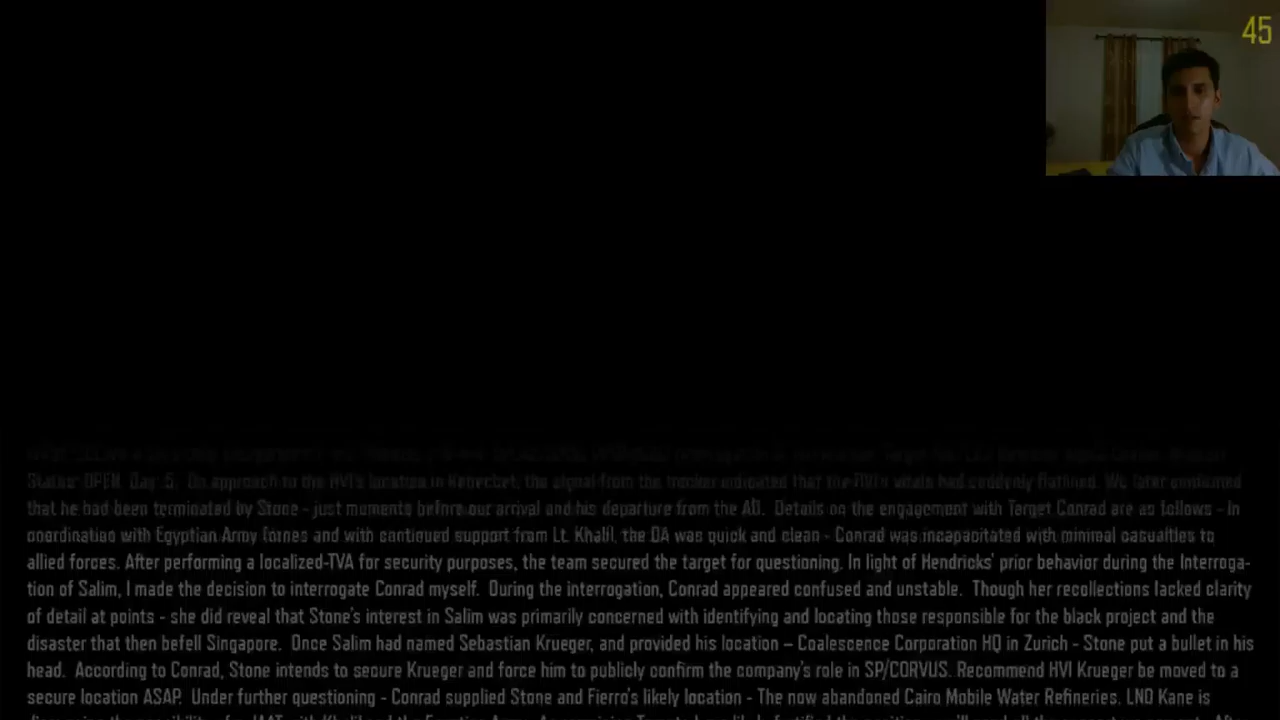 45
Status: OPEN. Day: 5. On approach to the HVI's location in Kebechet, the signal from the tracker indicated that the HVI's vitals had suddenly flatlined. We later confirmed
that he had been terminated by Stone - just moments before our arrival and his departure from the AO. Details on the engagement with Target Conrad are as follows - In
coordination with Egyptian Army forces and with continued support from Lt. Khalil, the DA was quick and clean - Conrad was incapacitated with minimal casualties to
allied forces. After performing a localized-TVA for security purposes, the team secured the target for questioning. In light of Hendricks' prior behavior during the Interroga-
tion of Salim, I made the decision to interrogate Conrad myself. During the interrogation, Conrad appeared confused and unstable. Though her recollections lacked clarity
of detail at points - she did reveal that Stone's interest in Salim was primarily concerned with identifying and locating those responsible for the black project and the
disaster that then befell Singapore. Once Salim had named Sebastian Krueger, and provided his location – Coalescence Corporation HQ in Zurich - Stone put a bullet in his
head. According to Conrad, Stone intends to secure Krueger and force him to publicly confirm the company's role in SP/CORVUS. Recommend HVI Krueger be moved to a
secure location ASAP. Under further questioning - Conrad supplied Stone and Fierro's likely location - The now abandoned Cairo Mobile Water Refineries. LNO Kane is